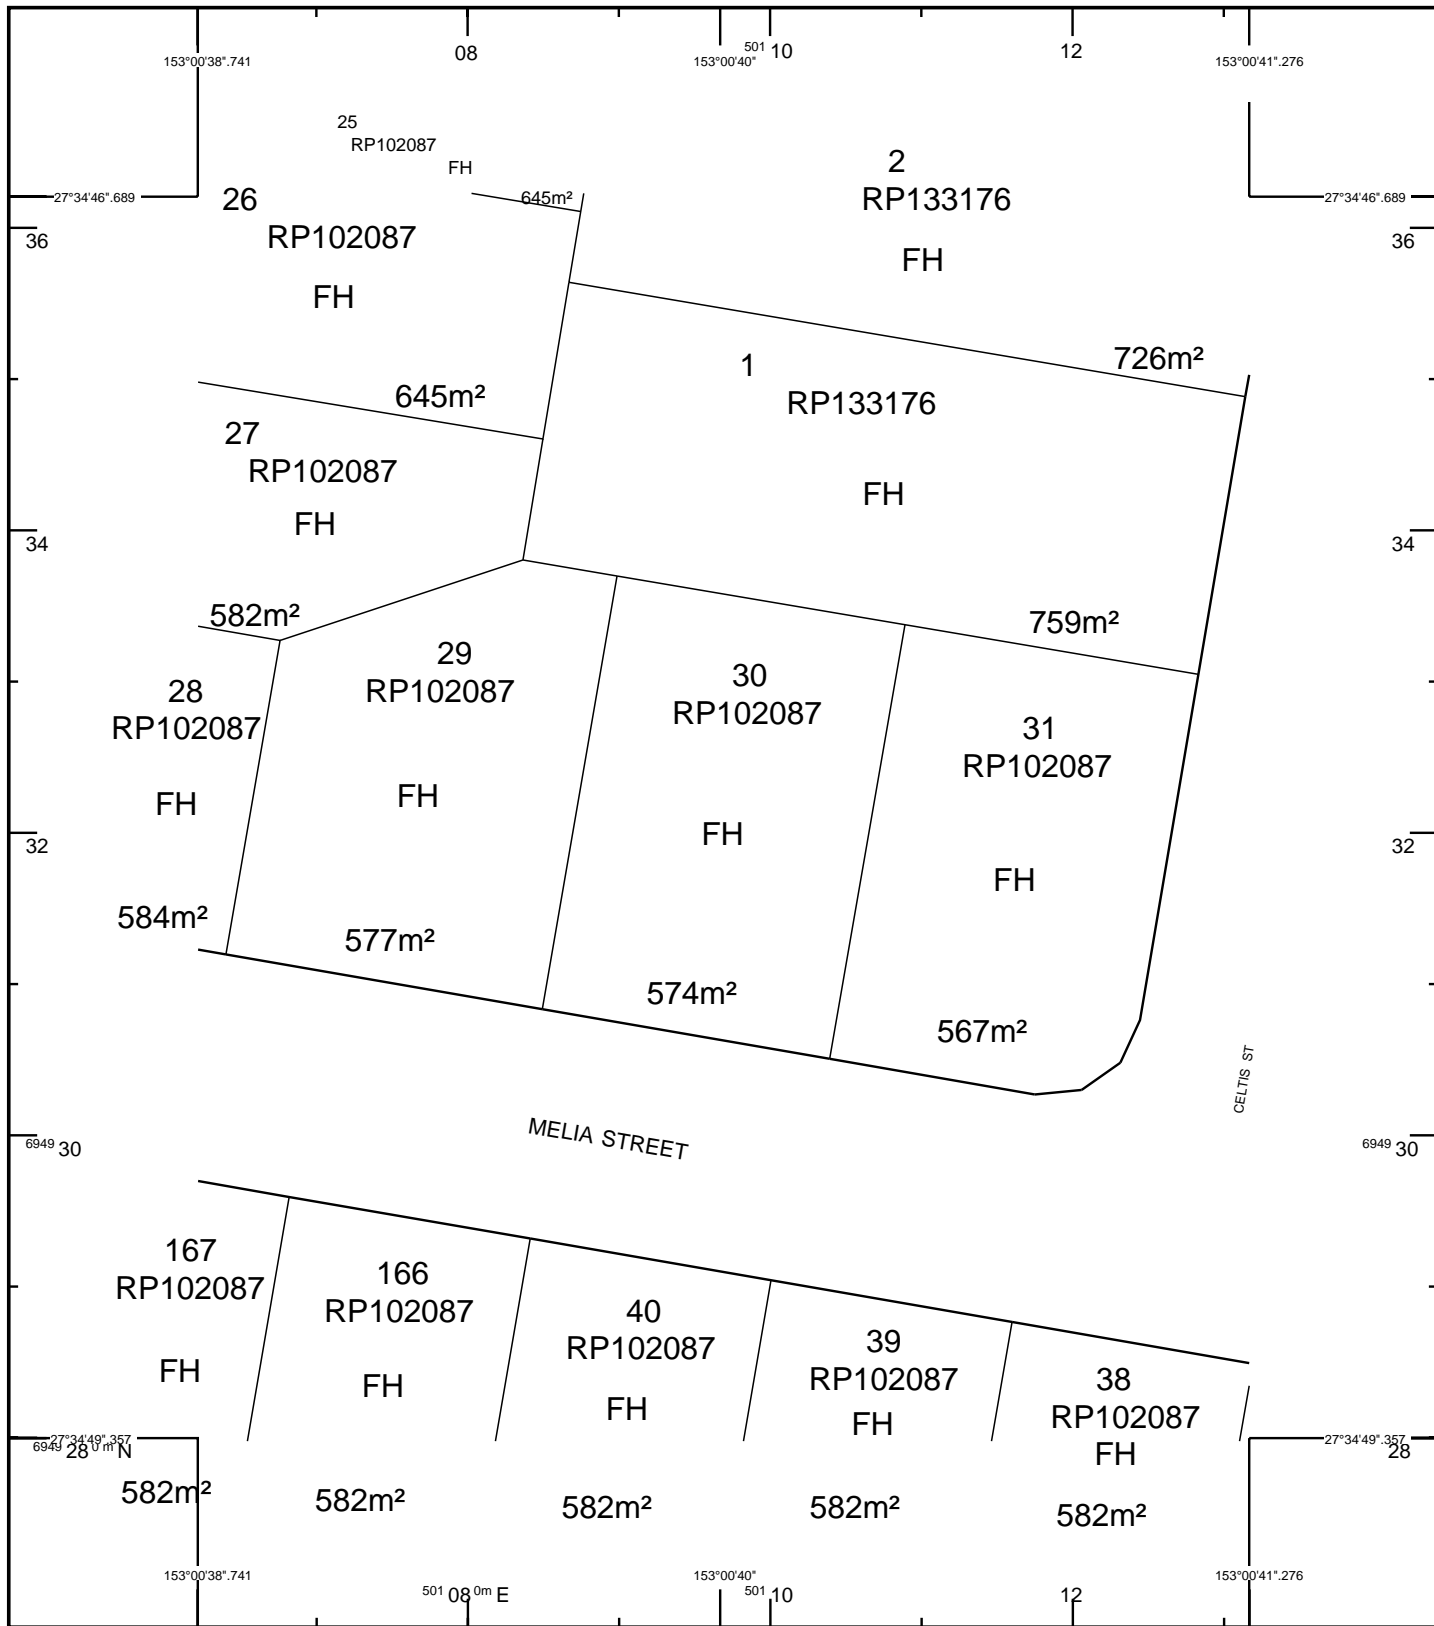 08
501 10
12
153°00'38".741
153°00'40"
153°00'41".276
25
RP102087
FH
645m²
2
RP133176
FH
27°34'46".689
27°34'46".689
26
RP102087
FH
36
36
726m²
1
RP133176
FH
645m²
27
RP102087
FH
34
34
582m²
759m²
29
RP102087
FH
30
RP102087
FH
28
RP102087
FH
31
RP102087
FH
32
32
584m²
577m²
574m²
567m²
CELTIS ST
MELIA STREET
6949 30
6949 30
167
RP102087
FH
166
RP102087
FH
40
RP102087
FH
39
RP102087
FH
38
RP102087
FH
27°34'49".357
27°34'49".357
6949 28 0 m N
28
582m²
582m²
582m²
582m²
582m²
153°00'38".741
153°00'40"
153°00'41".276
501 08 0m E
501 10
12